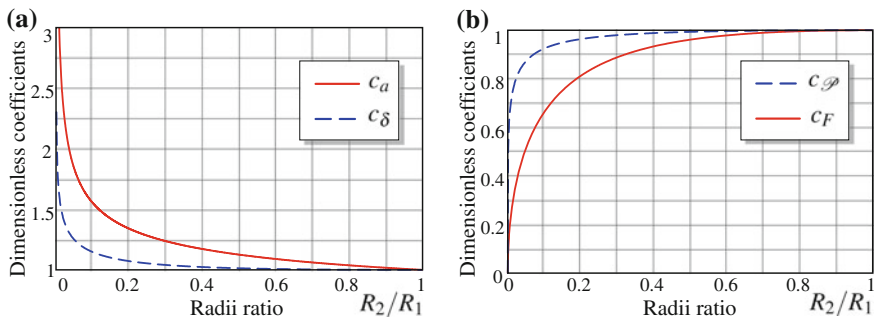 (a)
Dimensionless coefficients
3
2.5
2
1.5
1
c_a
c_δ
0 0.2 0.4 0.6 0.8 1
Radii ratio R_2/R_1
(b)
Dimensionless coefficients
1
0.8
0.6
0.4
0.2
0
c_𝒫
c_F
0 0.2 0.4 0.6 0.8 1
Radii ratio R_2/R_1